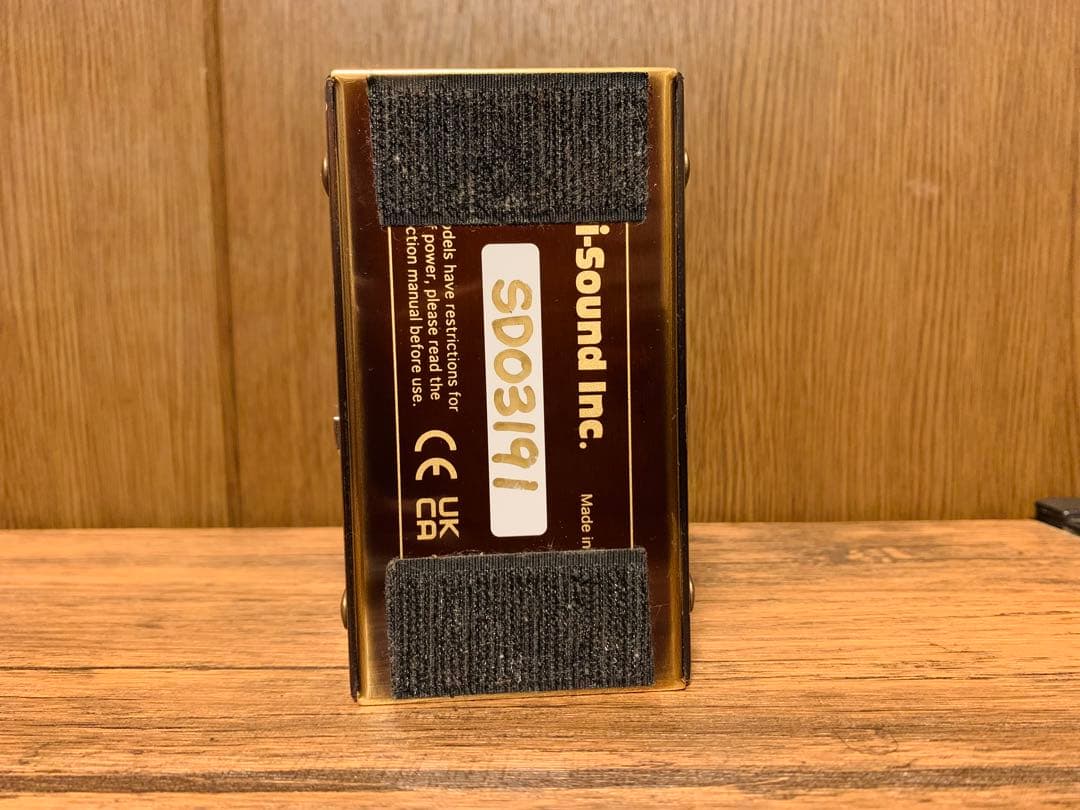 i-Sound Inc.
Made in
SD03191
dels have restrictions for
power, please read the
ction manual before use.
CE
UK
CA